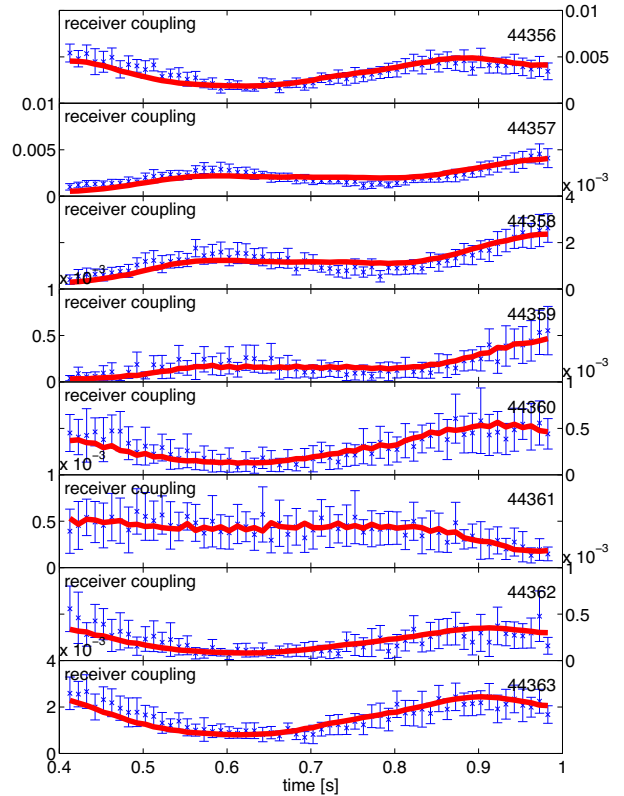 0.01
receiver coupling
44356
0.005
0.01
0
receiver coupling
44357
0.005
0
x 10⁻³
4
receiver coupling
44358
2
x 10⁻³
1
0
receiver coupling
44359
0.5
0
x 10⁻³
1
receiver coupling
44360
0.5
x 10⁻³
1
0
receiver coupling
44361
0.5
0
x 10⁻³
1
receiver coupling
44362
0.5
x 10⁻³
4
0
receiver coupling
44363
2
0
0.4 0.5 0.6 0.7 0.8 0.9 1
time [s]